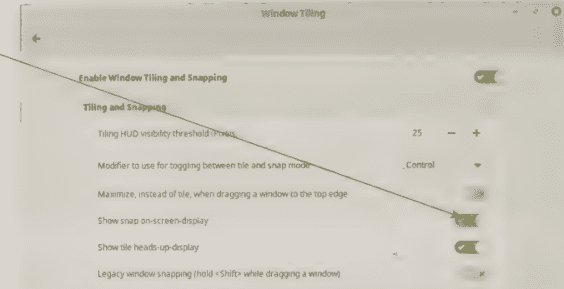 Window Tiling
Enable Window Tiling and Snapping
Tiling and Snapping
Tiling HUD visibility threshold (Pixels)
25 − +
Modifier to use for toggling between tile and snap mode
Control
Maximize, instead of tile, when dragging a window to the top edge
Show snap on-screen-display
Show tile heads-up-display
Legacy window snapping (hold <Shift> while dragging a window)